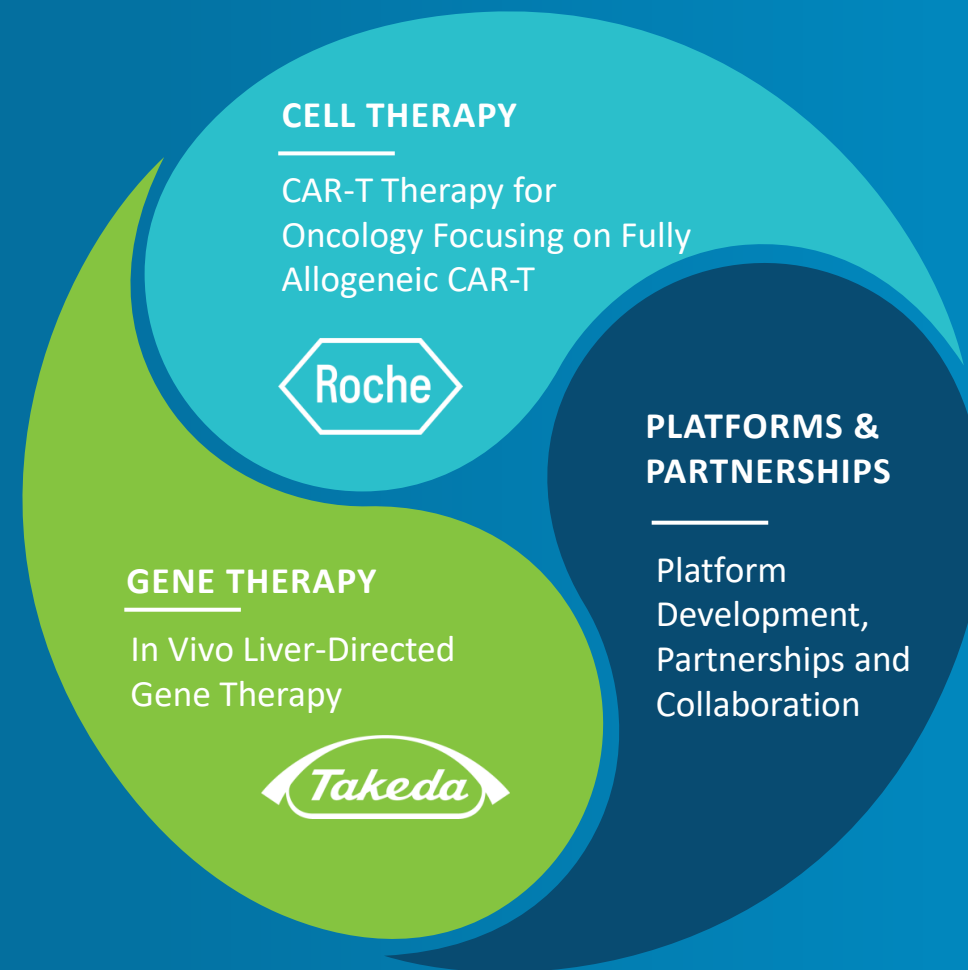 CELL THERAPY
CAR-T Therapy for
Oncology Focusing on Fully
Allogeneic CAR-T
Roche
PLATFORMS &
PARTNERSHIPS
Platform
Development,
Partnerships and
Collaboration
GENE THERAPY
In Vivo Liver-Directed
Gene Therapy
Takeda